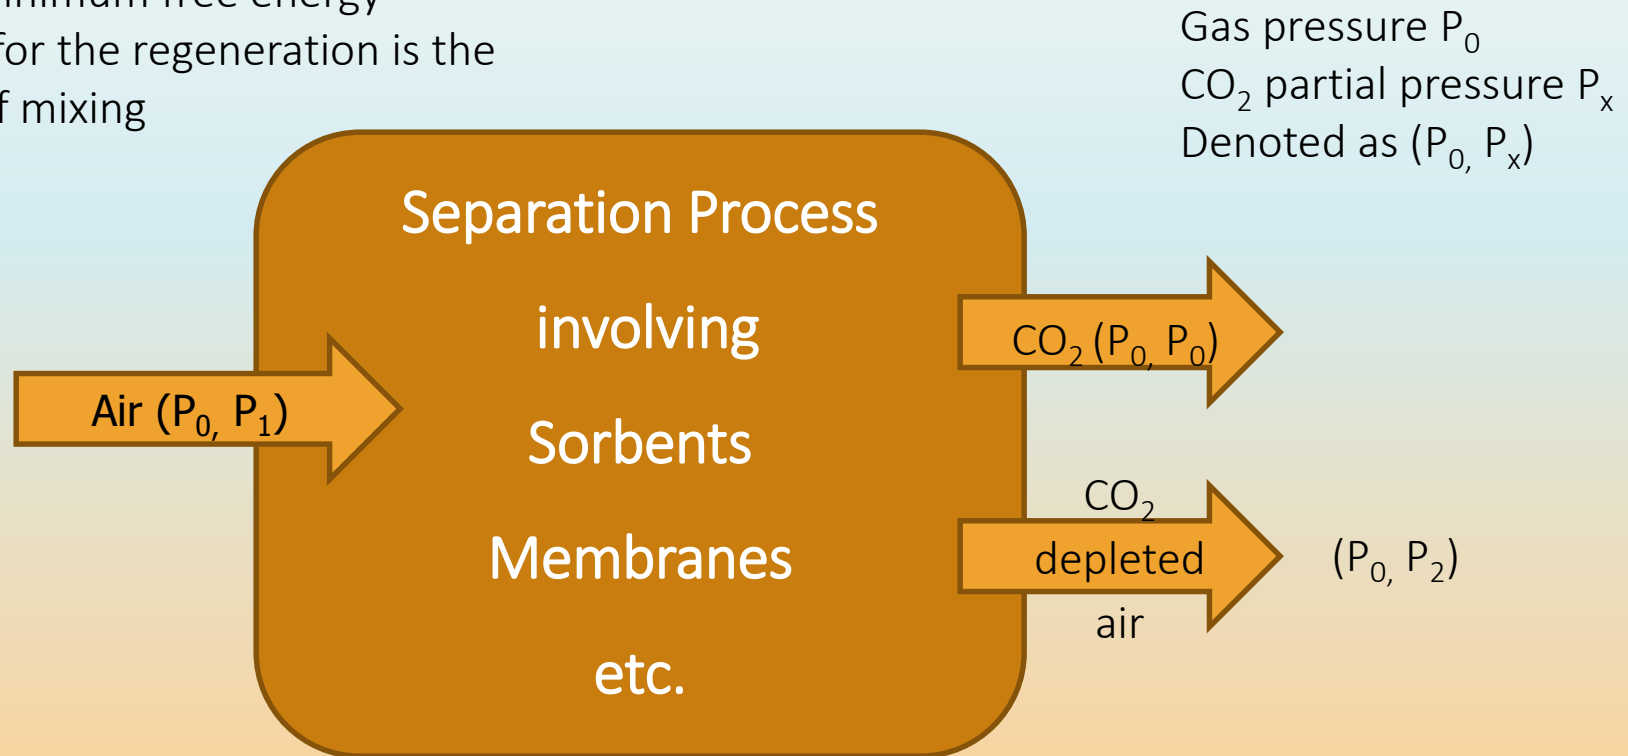 for the regeneration is the
mixing
Gas pressure P₀
CO₂ partial pressure Pₓ
Denoted as (P₀, Pₓ)
Separation Process
involving
Sorbents
Membranes
etc.
Air (P₀, P₁)
CO₂ (P₀, P₀)
CO₂
depleted
air
(P₀, P₂)